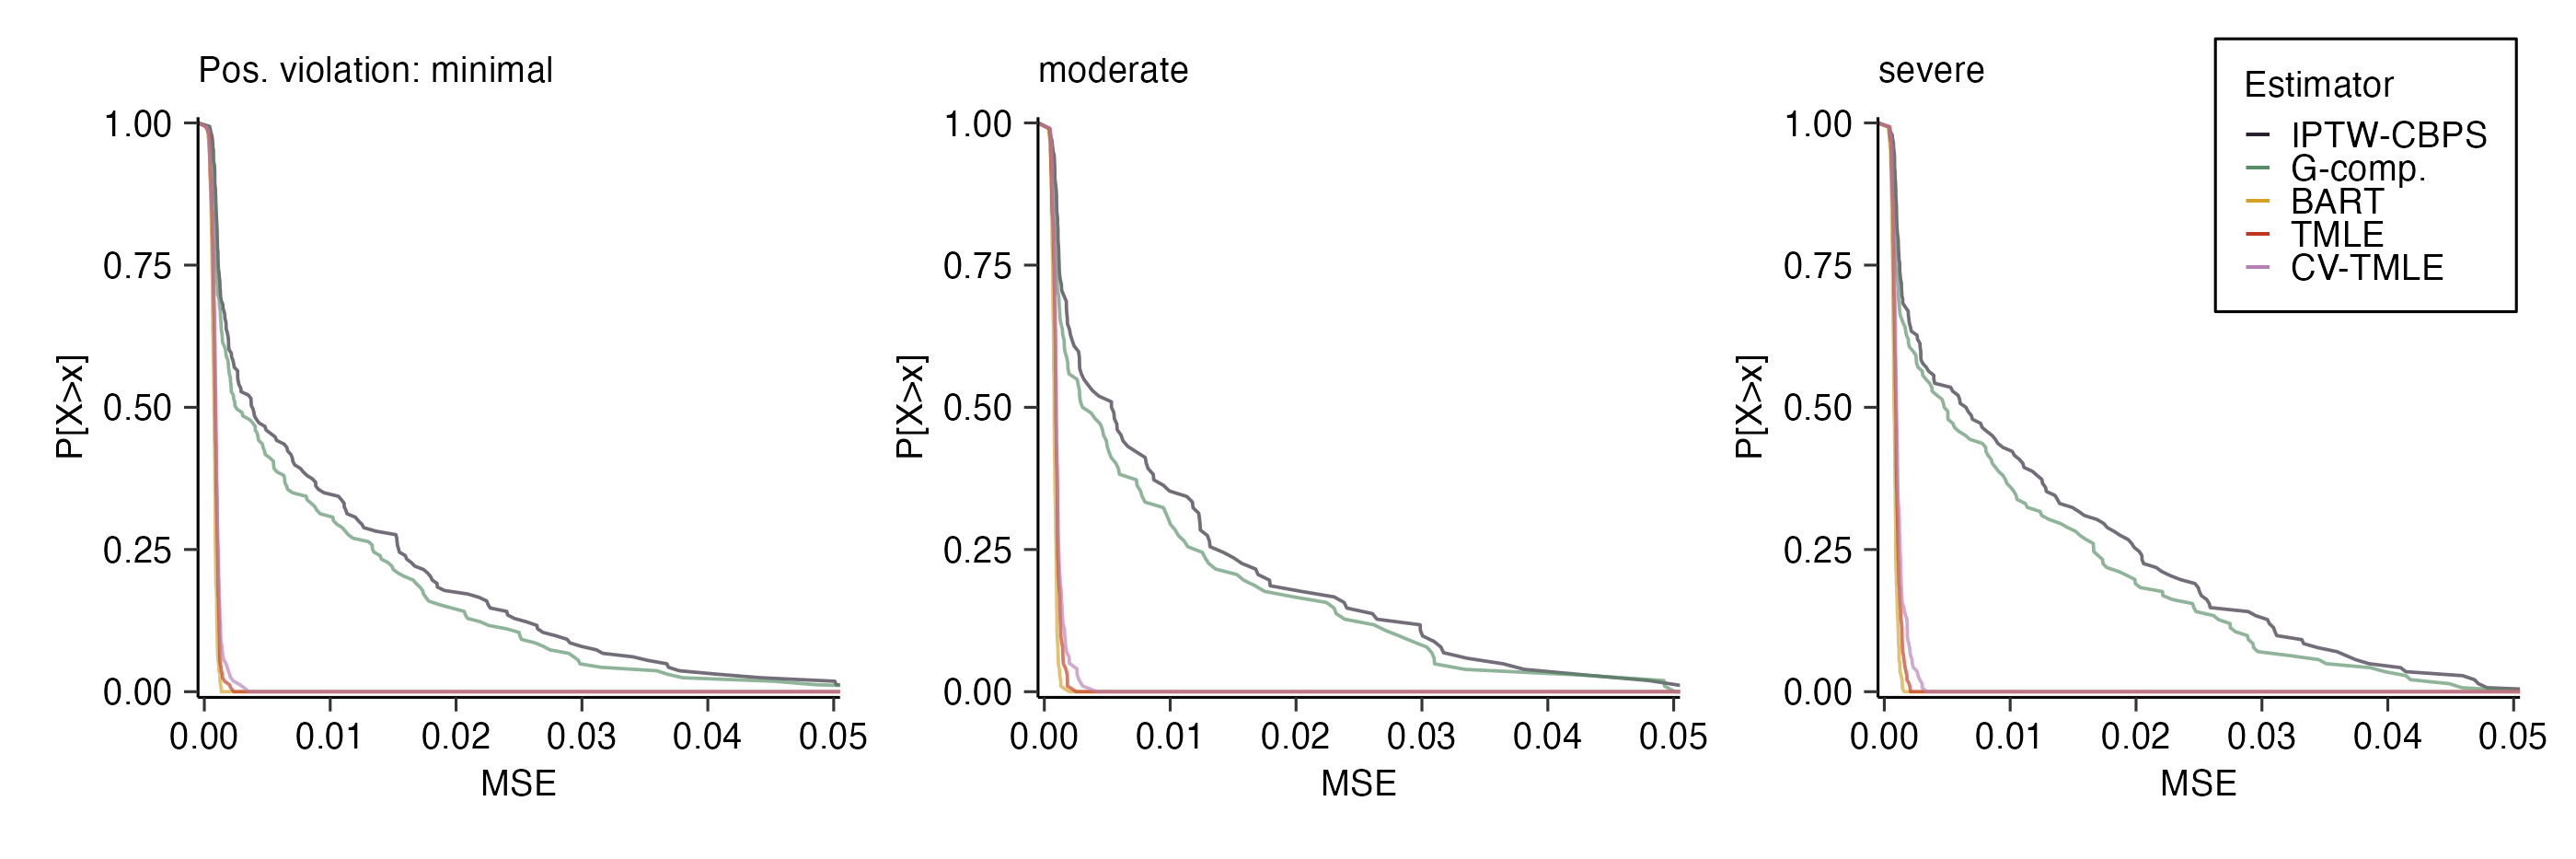 Pos. violation: minimal
1.00
0.75
0.50
0.25
0.00
P[X>x]
0.00 0.01 0.02 0.03 0.04 0.05
MSE
moderate
1.00
0.75
0.50
0.25
0.00
P[X>x]
0.00 0.01 0.02 0.03 0.04 0.05
MSE
severe
1.00
0.75
0.50
0.25
0.00
P[X>x]
0.00 0.01 0.02 0.03 0.04 0.05
MSE
Estimator
IPTW-CBPS
G-comp.
BART
TMLE
CV-TMLE